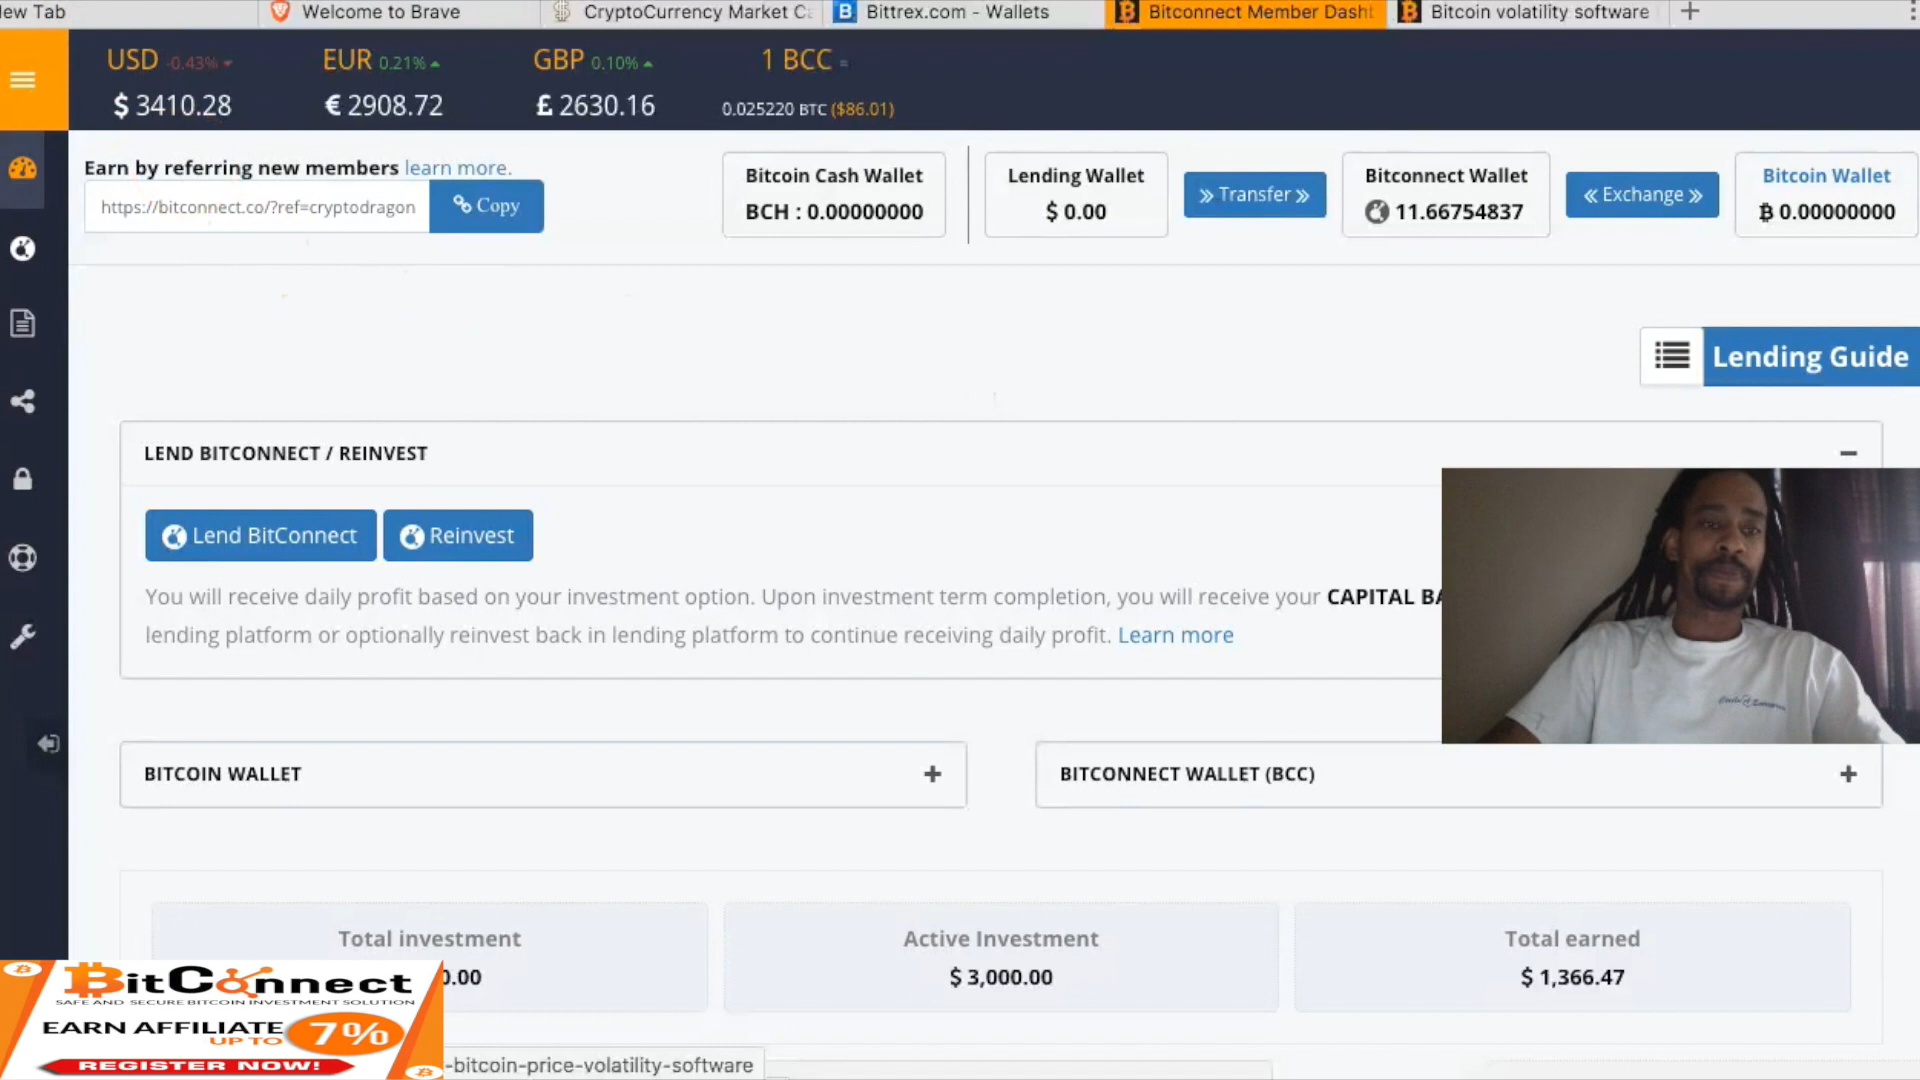 ew Tab
Welcome to Brave
CryptoCurrency Market Ca
Bittrex.com - Wallets
Bitconnect Member Dasht
Bitcoin volatility software
USD -0.43%
EUR 0.21%
GBP 0.10%
1 BCC =
$ 3410.28
€ 2908.72
£ 2630.16
0.025220 BTC ($86.01)
Earn by referring new members learn more.
https://bitconnect.co/?ref=cryptodragon
Copy
Bitcoin Cash Wallet
BCH : 0.00000000
Lending Wallet
$ 0.00
Transfer
Bitconnect Wallet
11.66754837
Exchange
Bitcoin Wallet
0.00000000
Lending Guide
LEND BITCONNECT / REINVEST
Lend BitConnect
Reinvest
You will receive daily profit based on your investment option. Upon investment term completion, you will receive your CAPITAL BA
lending platform or optionally reinvest back in lending platform to continue receiving daily profit. Learn more
BITCOIN WALLET
BITCONNECT WALLET (BCC)
Total investment
0.00
Active Investment
$ 3,000.00
Total earned
$ 1,366.47
BitConnect
SAFE AND SECURE BITCOIN INVESTMENT SOLUTION
EARN AFFILIATE
UP TO
7%
REGISTER NOW!
-bitcoin-price-volatility-software